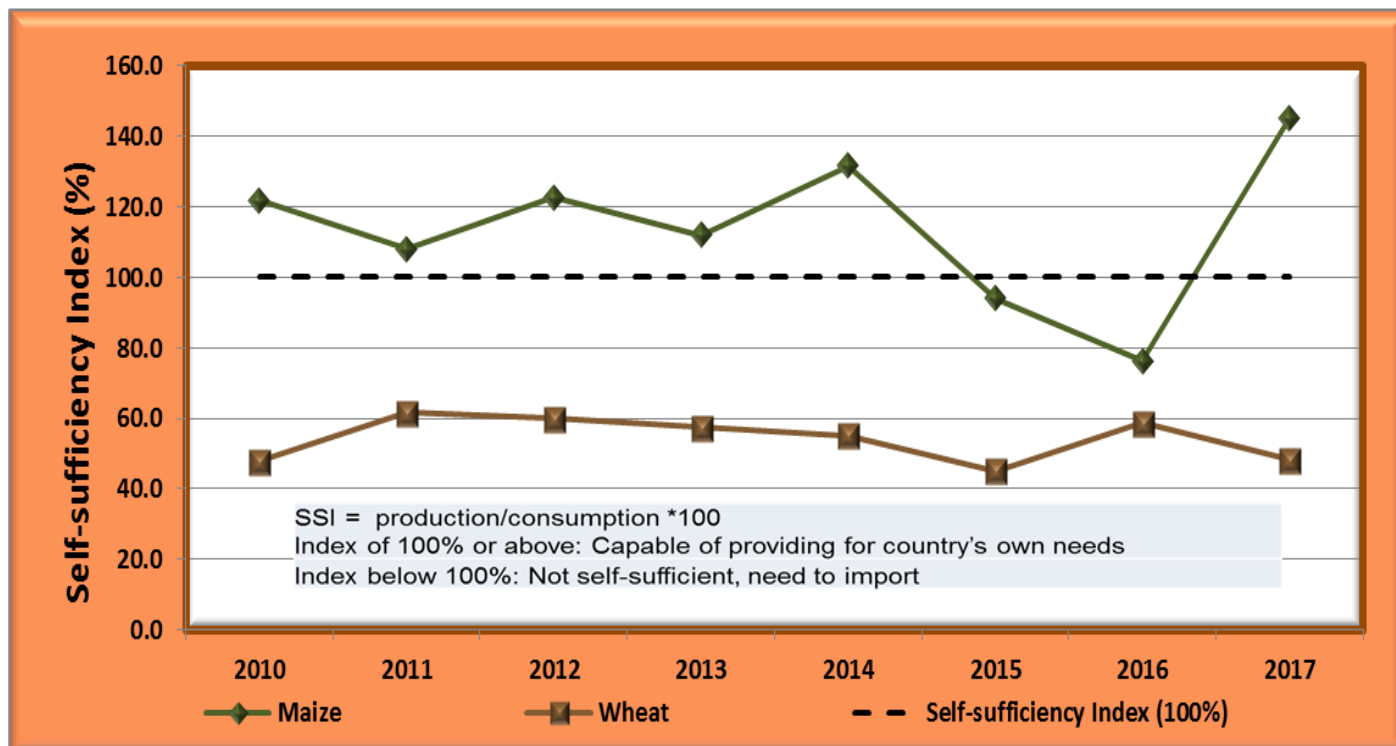 160.0
140.0
120.0
100.0
80.0
60.0
40.0
20.0
0.0
Self-sufficiency Index (%)
SSI =  production/consumption *100
Index of 100% or above: Capable of providing for country's own needs
Index below 100%: Not self-sufficient, need to import
2010 2011 2012 2013 2014 2015 2016 2017
Maize Wheat Self-sufficiency Index (100%)